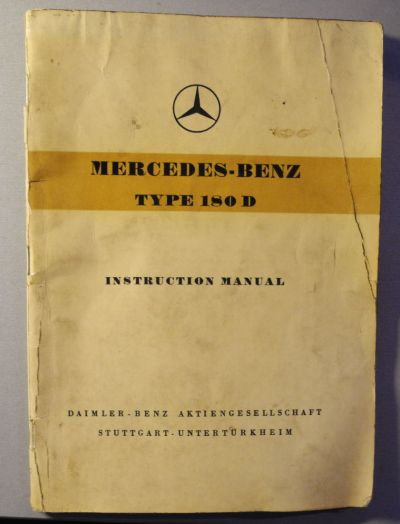 MERCEDES-BENZ
TYPE 180 D
INSTRUCTION MANUAL
DAIMLER-BENZ AKTIENGESELLSCHAFT
STUTTGART-UNTERTÜRKHEIM